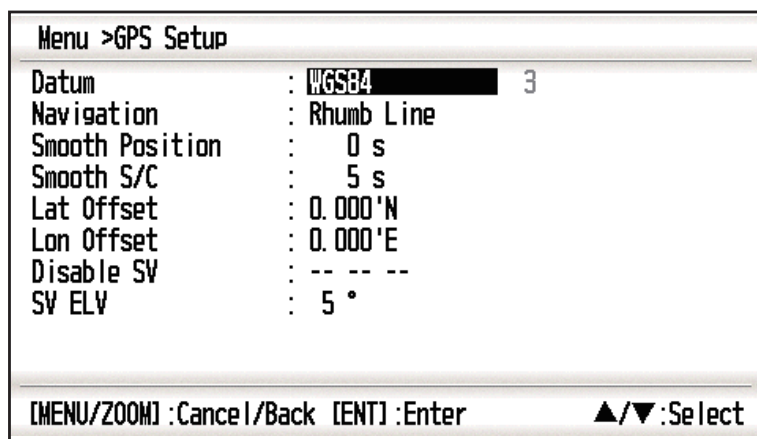 Menu >GPS Setup
Datum : WGS84 3
Navigation : Rhumb Line
Smooth Position : 0 s
Smooth S/C : 5 s
Lat Offset : 0.000'N
Lon Offset : 0.000'E
Disable SV : -- -- --
SV ELV : 5 °
[MENU/ZOOM]:Cancel/Back [ENT]:Enter ▲/▼:Select